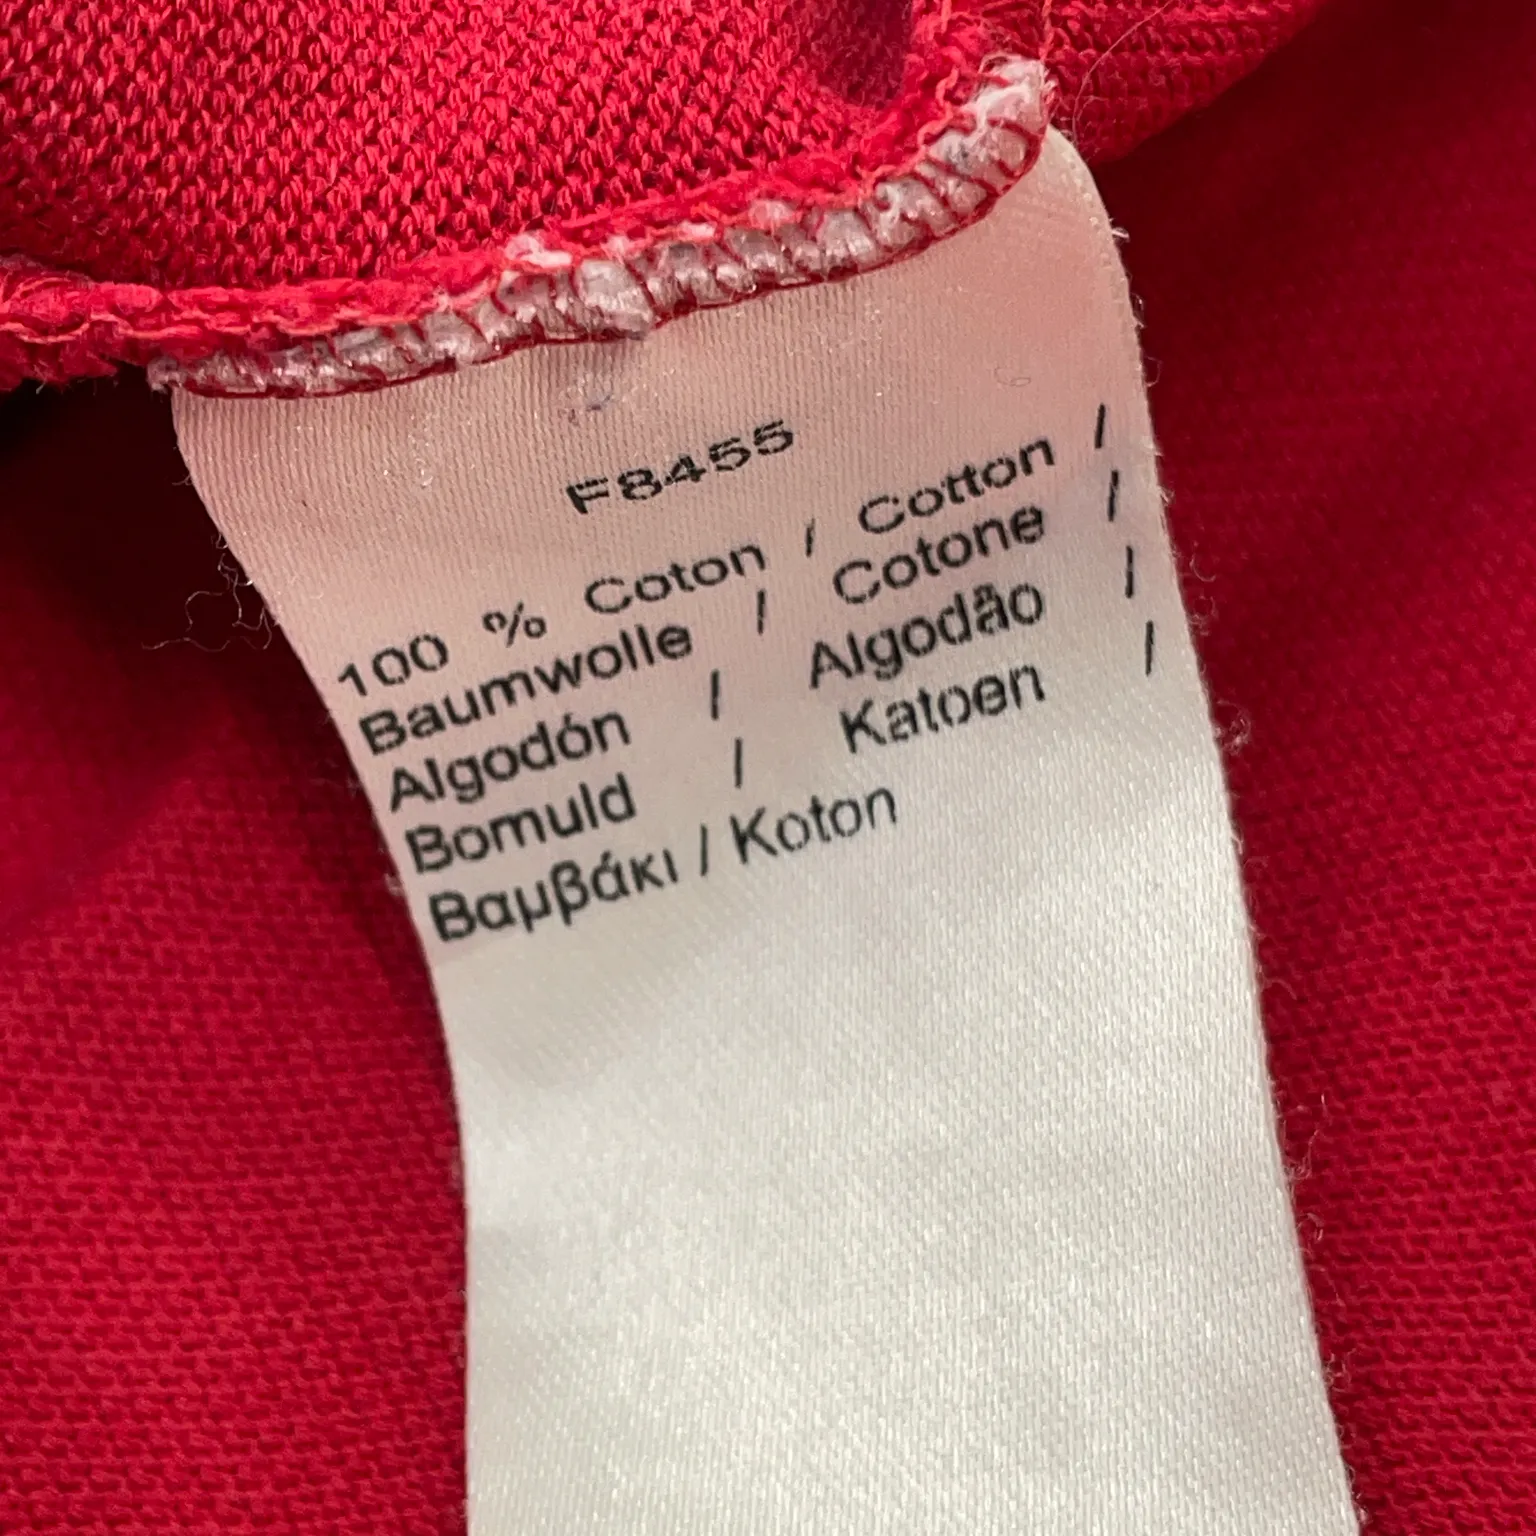 F8455
100 % Coton / Cotton /
Baumwolle / Cotone /
Algodón / Algodão /
Bomuld / Katoen /
Βαμβάκι / Koton